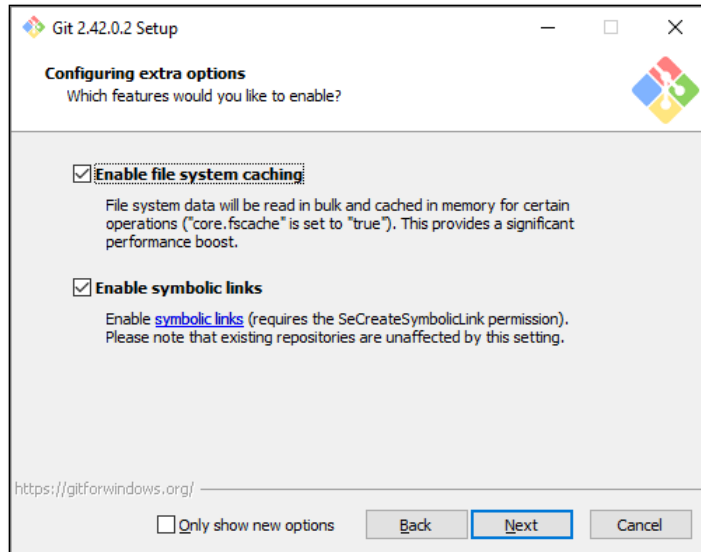 Git 2.42.0.2 Setup
Configuring extra options
Which features would you like to enable?
Enable file system caching
File system data will be read in bulk and cached in memory for certain
operations ("core.fscache" is set to "true"). This provides a significant
performance boost.
Enable symbolic links
Enable symbolic links (requires the SeCreateSymbolicLink permission).
Please note that existing repositories are unaffected by this setting.
https://gitforwindows.org/
Only show new options
Back
Next
Cancel